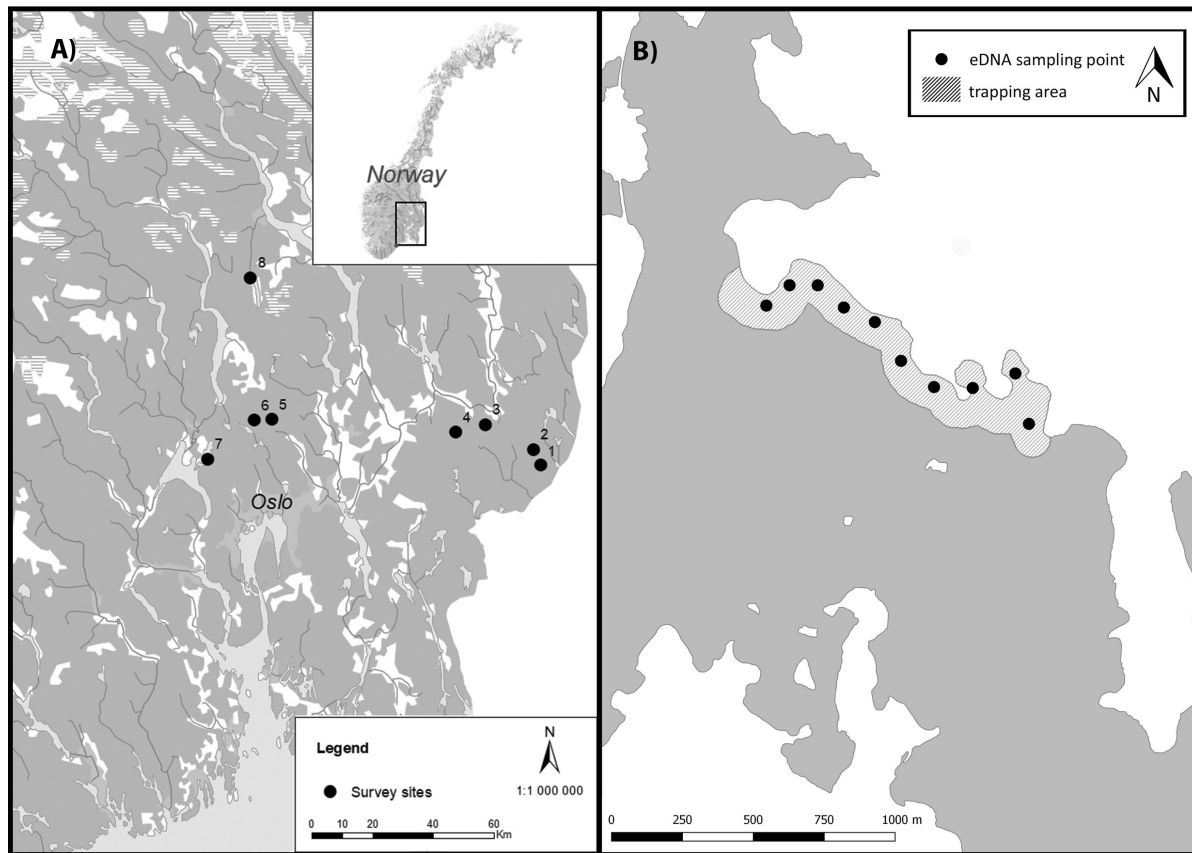 A)
Norway
8
6 5
4 3
2
1
7
Oslo
Legend
N
Survey sites
1:1 000 000
0 10 20 40 60
Km
B)
eDNA sampling point
trapping area
N
0 250 500 750 1000 m